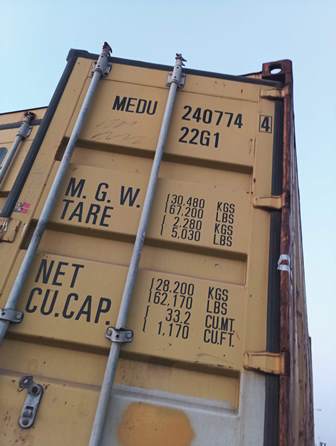 MEDU 240774 4
22G1
M.G.W. 30.480 KGS
67.200 LBS
TARE 2.280 KGS
5.030 LBS
NET 28.200 KGS
62.170 LBS
CU.CAP. 33.2 CU.MT.
1.170 CU.FT.